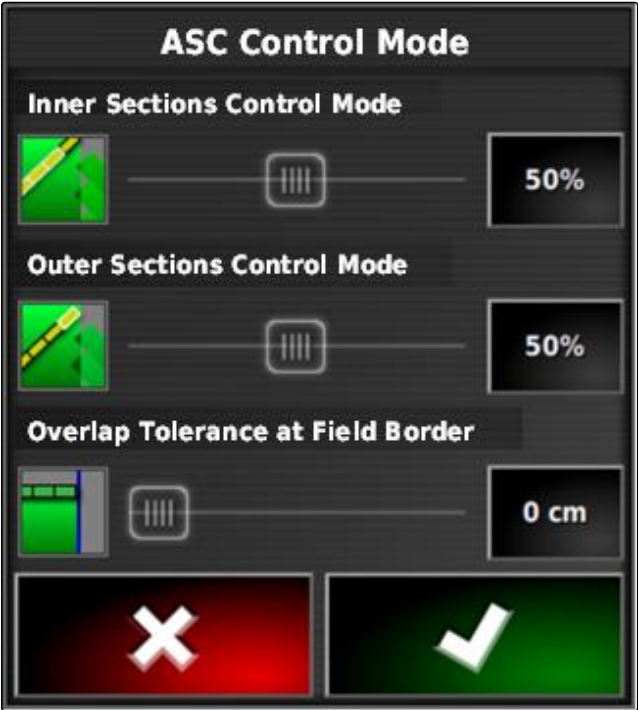 ASC Control Mode
Inner Sections Control Mode
50%
Outer Sections Control Mode
50%
Overlap Tolerance at Field Border
0 cm